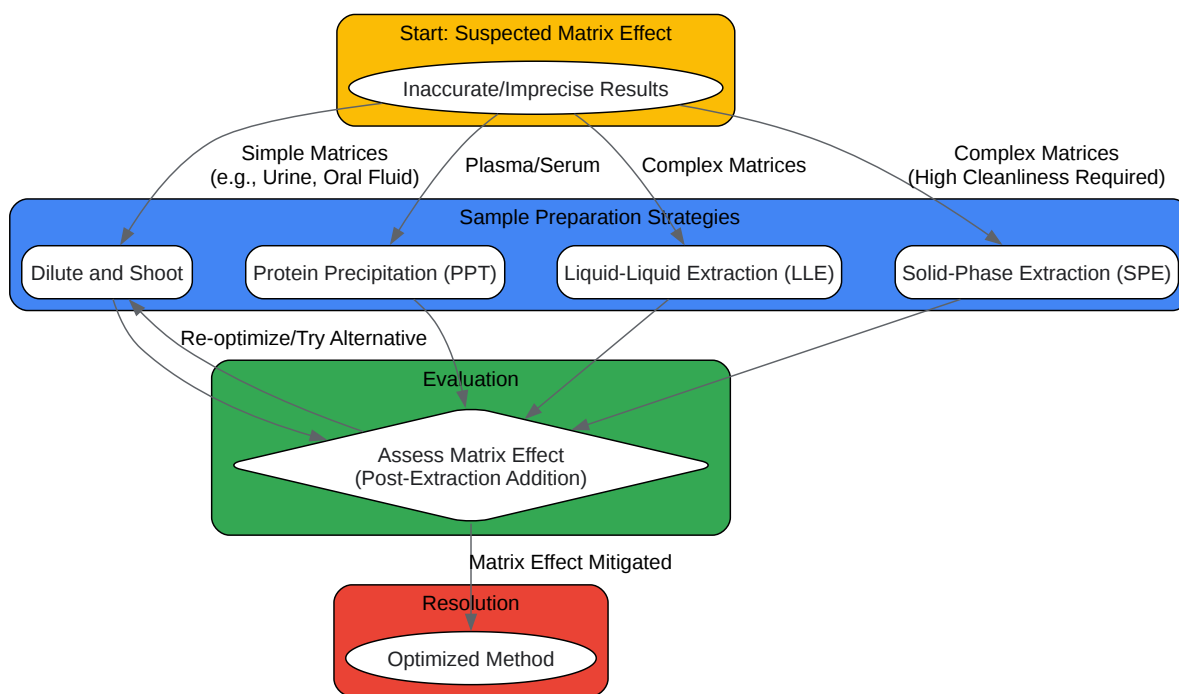 Start: Suspected Matrix Effect
Inaccurate/Imprecise Results
Simple Matrices
(e.g., Urine, Oral Fluid)
Plasma/Serum
Complex Matrices
Complex Matrices
(High Cleanliness Required)
Sample Preparation Strategies
Dilute and Shoot
Protein Precipitation (PPT)
Liquid-Liquid Extraction (LLE)
Solid-Phase Extraction (SPE)
Re-optimize/Try Alternative
Evaluation
Assess Matrix Effect
(Post-Extraction Addition)
Matrix Effect Mitigated
Resolution
Optimized Method